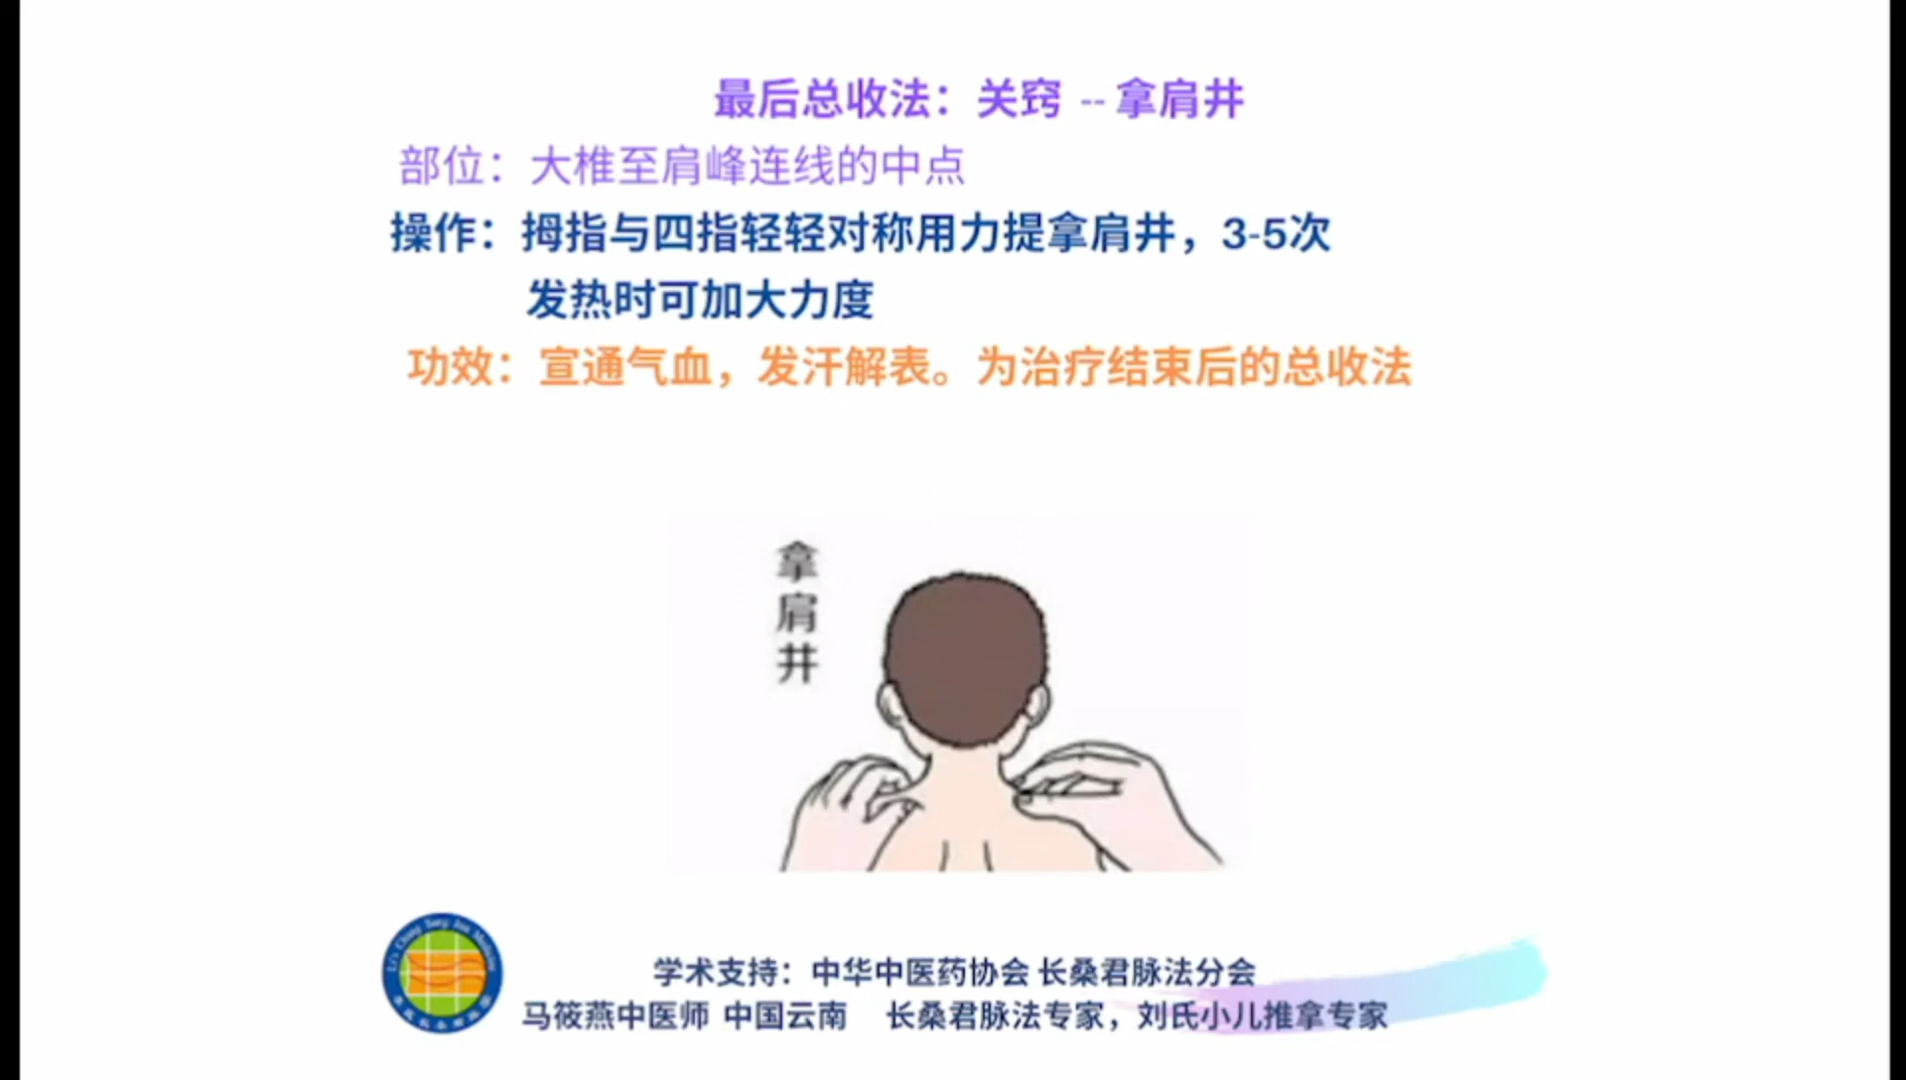 最后总收法：关窍 -- 拿肩井
部位：大椎至肩峰连线的中点
操作：拇指与四指轻轻对称用力提拿肩井，3-5次
发热时可加大力度
功效：宣通气血，发汗解表。为治疗结束后的总收法
拿肩井
学术支持：中华中医药协会 长桑君脉法分会
马筱燕中医师 中国云南 长桑君脉法专家，刘氏小儿推拿专家